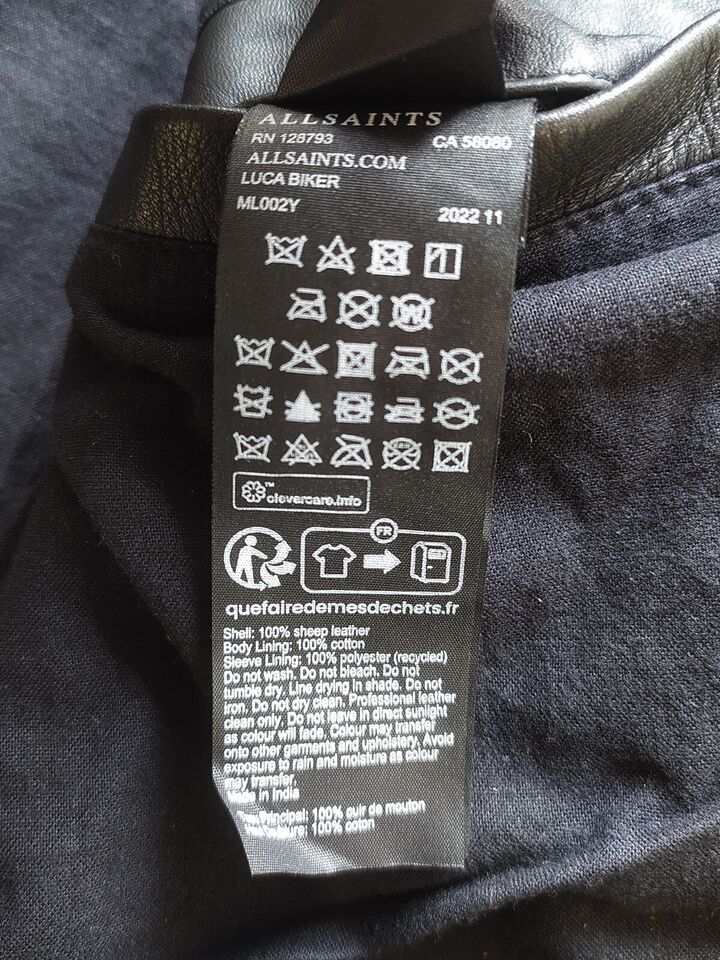 ALLSAINTS
RN 128793 CA 58080
ALLSAINTS.COM
LUCA BIKER
ML002Y 2022 11
W
clevercare.info
TM
FR
quefairedemesdechets.fr
Shell: 100% sheep leather
Body Lining: 100% cotton
Sleeve Lining: 100% polyester (recycled)
Do not wash. Do not bleach. Do not
tumble dry. Line drying in shade. Do not
iron. Do not dry clean. Professional leather
clean only. Do not leave in direct sunlight
as colour will fade. Colour may transfer
onto other garments and upholstery. Avoid
exposure to rain and moisture as colour
may transfer.
Made in India
Principal: 100% cuir de mouton
100% coton